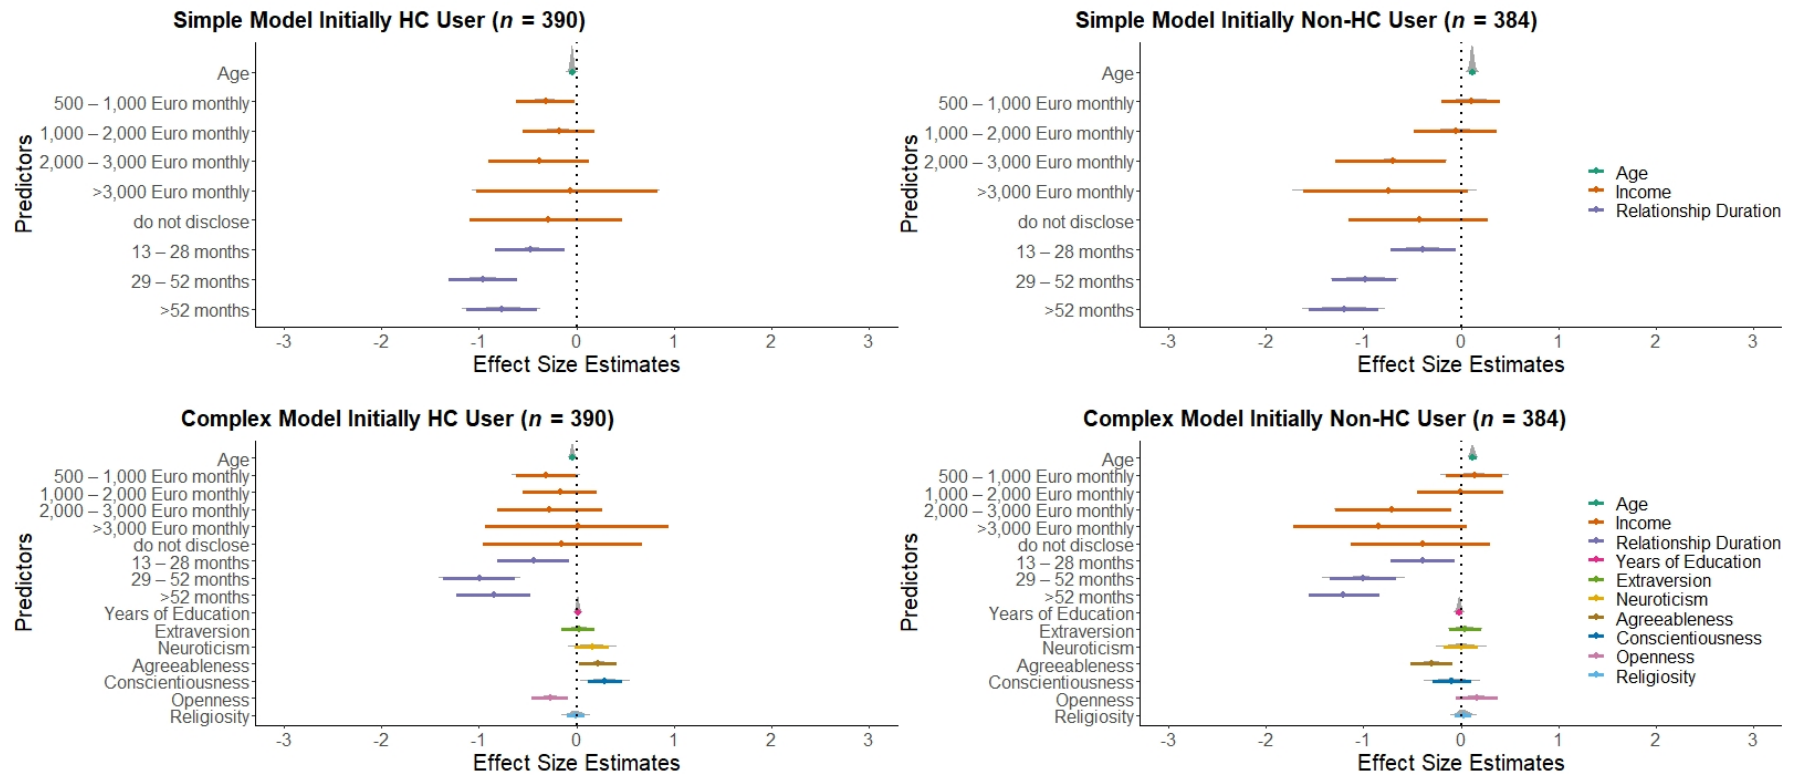 Simple Model Initially HC User (n = 390)
Predictors
Age
500 – 1,000 Euro monthly
1,000 – 2,000 Euro monthly
2,000 – 3,000 Euro monthly
>3,000 Euro monthly
do not disclose
13 – 28 months
29 – 52 months
>52 months
-3 -2 -1 0 1 2 3
Effect Size Estimates
Simple Model Initially Non-HC User (n = 384)
Predictors
Age
500 – 1,000 Euro monthly
1,000 – 2,000 Euro monthly
2,000 – 3,000 Euro monthly
>3,000 Euro monthly
do not disclose
13 – 28 months
29 – 52 months
>52 months
-3 -2 -1 0 1 2 3
Effect Size Estimates
Age
Income
Relationship Duration
Complex Model Initially HC User (n = 390)
Predictors
Age
500 – 1,000 Euro monthly
1,000 – 2,000 Euro monthly
2,000 – 3,000 Euro monthly
>3,000 Euro monthly
do not disclose
13 – 28 months
29 – 52 months
>52 months
Years of Education
Extraversion
Neuroticism
Agreeableness
Conscientiousness
Openness
Religiosity
-3 -2 -1 0 1 2 3
Effect Size Estimates
Complex Model Initially Non-HC User (n = 384)
Predictors
Age
500 – 1,000 Euro monthly
1,000 – 2,000 Euro monthly
2,000 – 3,000 Euro monthly
>3,000 Euro monthly
do not disclose
13 – 28 months
29 – 52 months
>52 months
Years of Education
Extraversion
Neuroticism
Agreeableness
Conscientiousness
Openness
Religiosity
-3 -2 -1 0 1 2 3
Effect Size Estimates
Age
Income
Relationship Duration
Years of Education
Extraversion
Neuroticism
Agreeableness
Conscientiousness
Openness
Religiosity